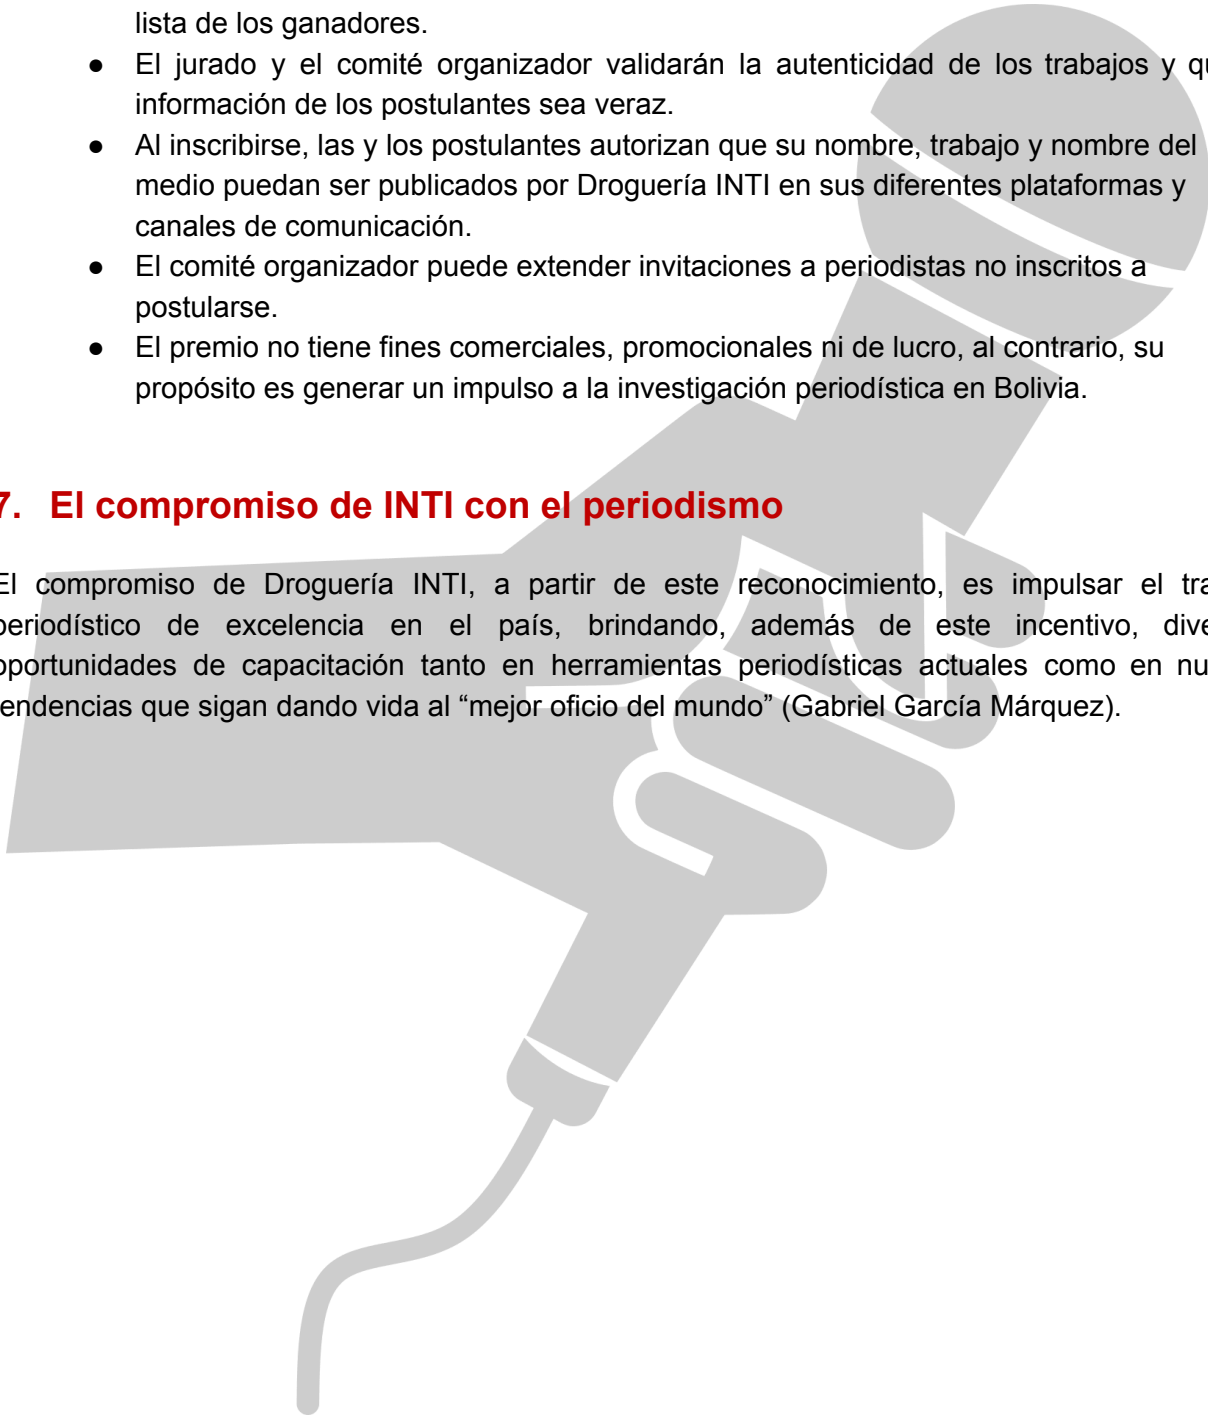 lista de los ganadores.
● El jurado y el comité organizador validarán la autenticidad de los trabajos y
información de los postulantes sea veraz.
● Al inscribirse, las y los postulantes autorizan que su nombre, trabajo y nombre del
medio puedan ser publicados por Droguería INTI en sus diferentes plataformas y
canales de comunicación.
● El comité organizador puede extender invitaciones a periodistas no inscritos a
postularse.
● El premio no tiene fines comerciales, promocionales ni de lucro, al contrario, su
propósito es generar un impulso a la investigación periodística en Bolivia.
7. El compromiso de INTI con el periodismo
El compromiso de Droguería INTI, a partir de este reconocimiento, es impulsar el
periodístico de excelencia en el país, brindando, además de este incentivo,
oportunidades de capacitación tanto en herramientas periodísticas actuales como en
tendencias que sigan dando vida al “mejor oficio del mundo” (Gabriel García Márquez).